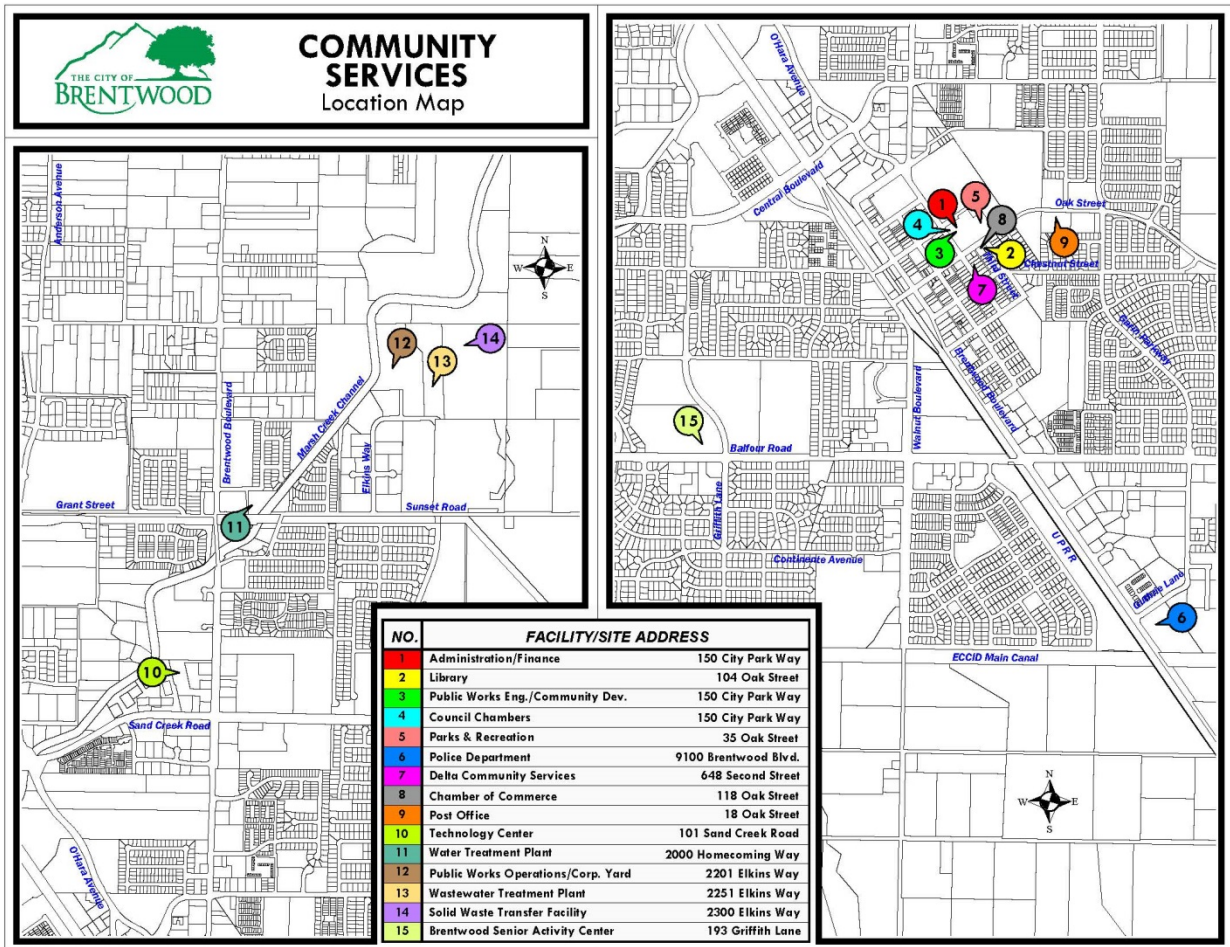 THE CITY OF
BRENTWOOD
COMMUNITY
SERVICES
Location Map
Anderson Avenue
N
W E
S
12
14
13
Brentwood Boulevard
Marsh Creek Channel
Elkins Way
Grant Street
Sunset Road
11
10
Sand Creek Road
O'Hara Avenue
O'Hara Avenue
Central Boulevard
1
5
4
8
Oak Street
3
2
9
Chestnut Street
Third Street
7
Garin Parkway
Brentwood Boulevard
Walnut Boulevard
15
Balfour Road
Griffith Lane
Continente Avenue
UPRR
Guthrie Lane
6
ECCID Main Canal
N
W E
S
NO. FACILITY/SITE ADDRESS
1 Administration/Finance 150 City Park Way
2 Library 104 Oak Street
3 Public Works Eng./Community Dev. 150 City Park Way
4 Council Chambers 150 City Park Way
5 Parks & Recreation 35 Oak Street
6 Police Department 9100 Brentwood Blvd.
7 Delta Community Services 648 Second Street
8 Chamber of Commerce 118 Oak Street
9 Post Office 18 Oak Street
10 Technology Center 101 Sand Creek Road
11 Water Treatment Plant 2000 Homecoming Way
12 Public Works Operations/Corp. Yard 2201 Elkins Way
13 Wastewater Treatment Plant 2251 Elkins Way
14 Solid Waste Transfer Facility 2300 Elkins Way
15 Brentwood Senior Activity Center 193 Griffith Lane